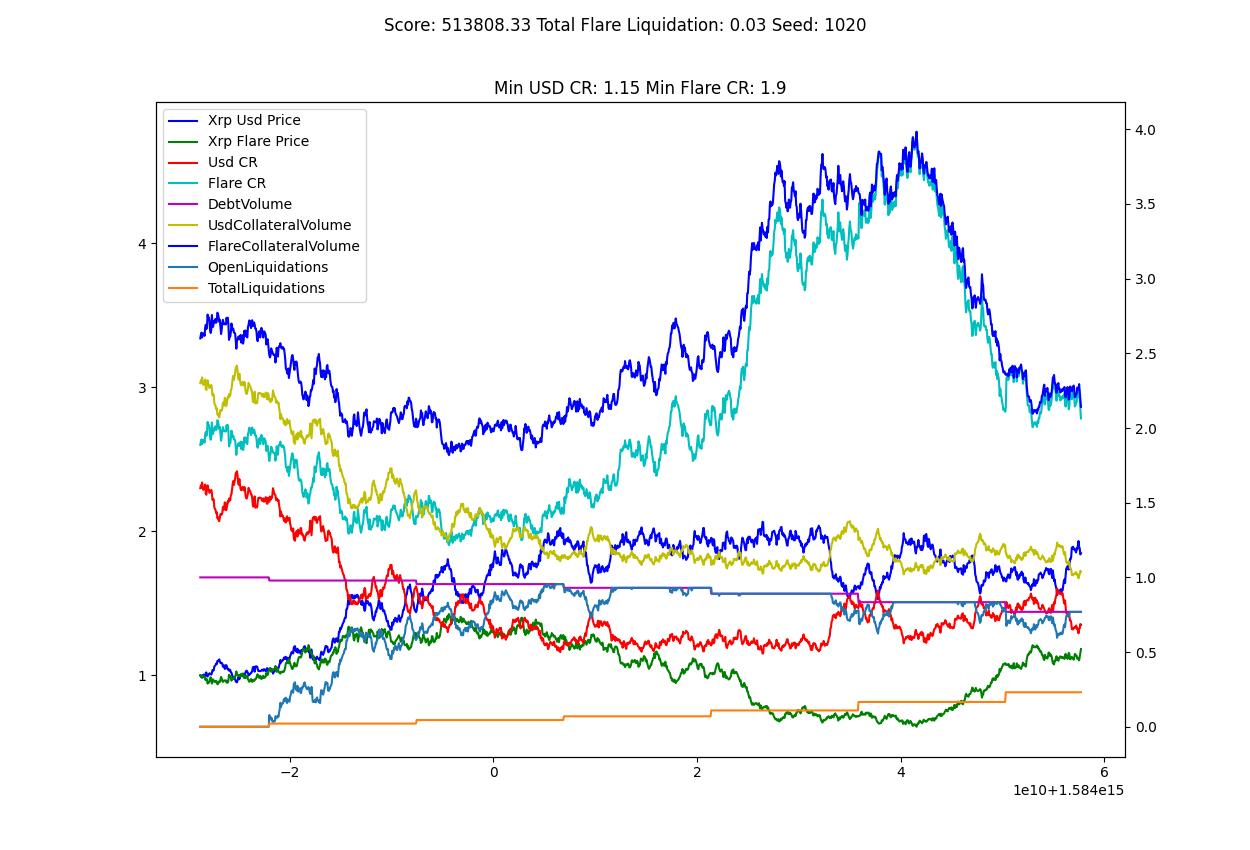 Score: 513808.33 Total Flare Liquidation: 0.03 Seed: 1020
Min USD CR: 1.15 Min Flare CR: 1.9
Xrp Usd Price
Xrp Flare Price
Usd CR
Flare CR
DebtVolume
UsdCollateralVolume
FlareCollateralVolume
OpenLiquidations
TotalLiquidations
4
3
2
1
4.0
3.5
3.0
2.5
2.0
1.5
1.0
0.5
0.0
−2
0
2
4
6
1e10+1.584e15